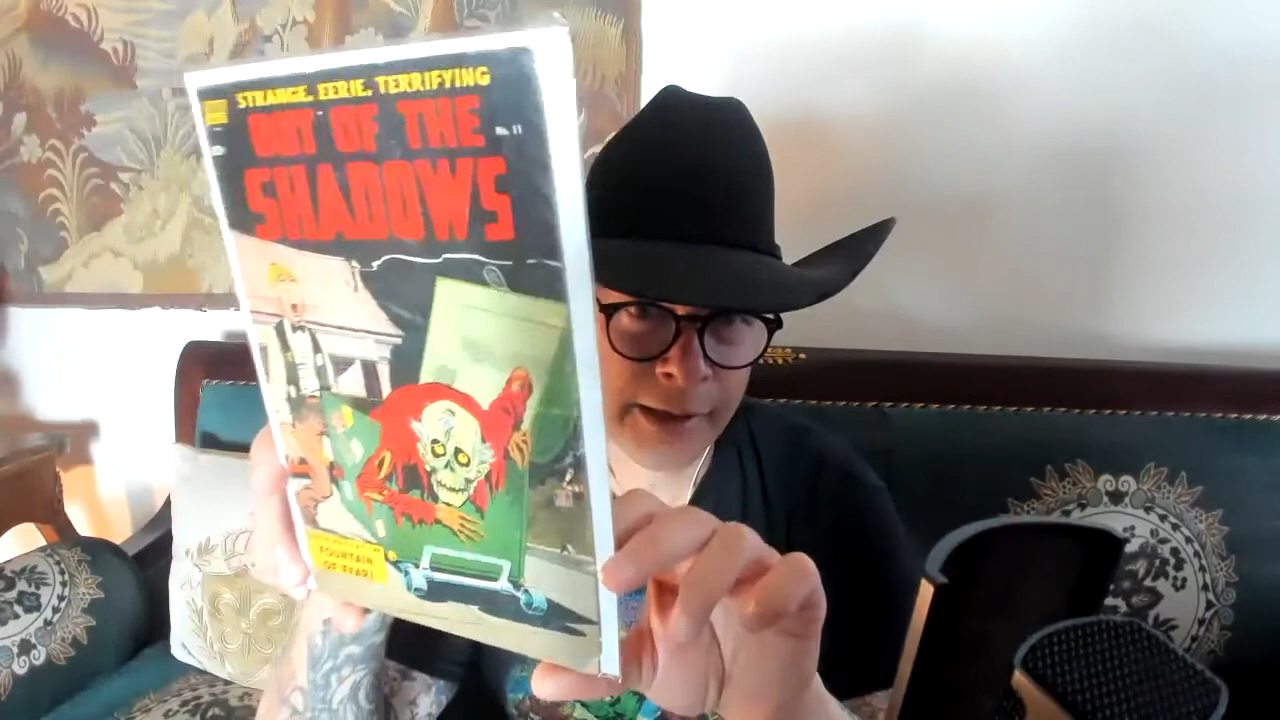 STRANGE, EERIE, TERRIFYING
OUT OF THE
SHADOWS
FOUNTAIN
OF FEAR!